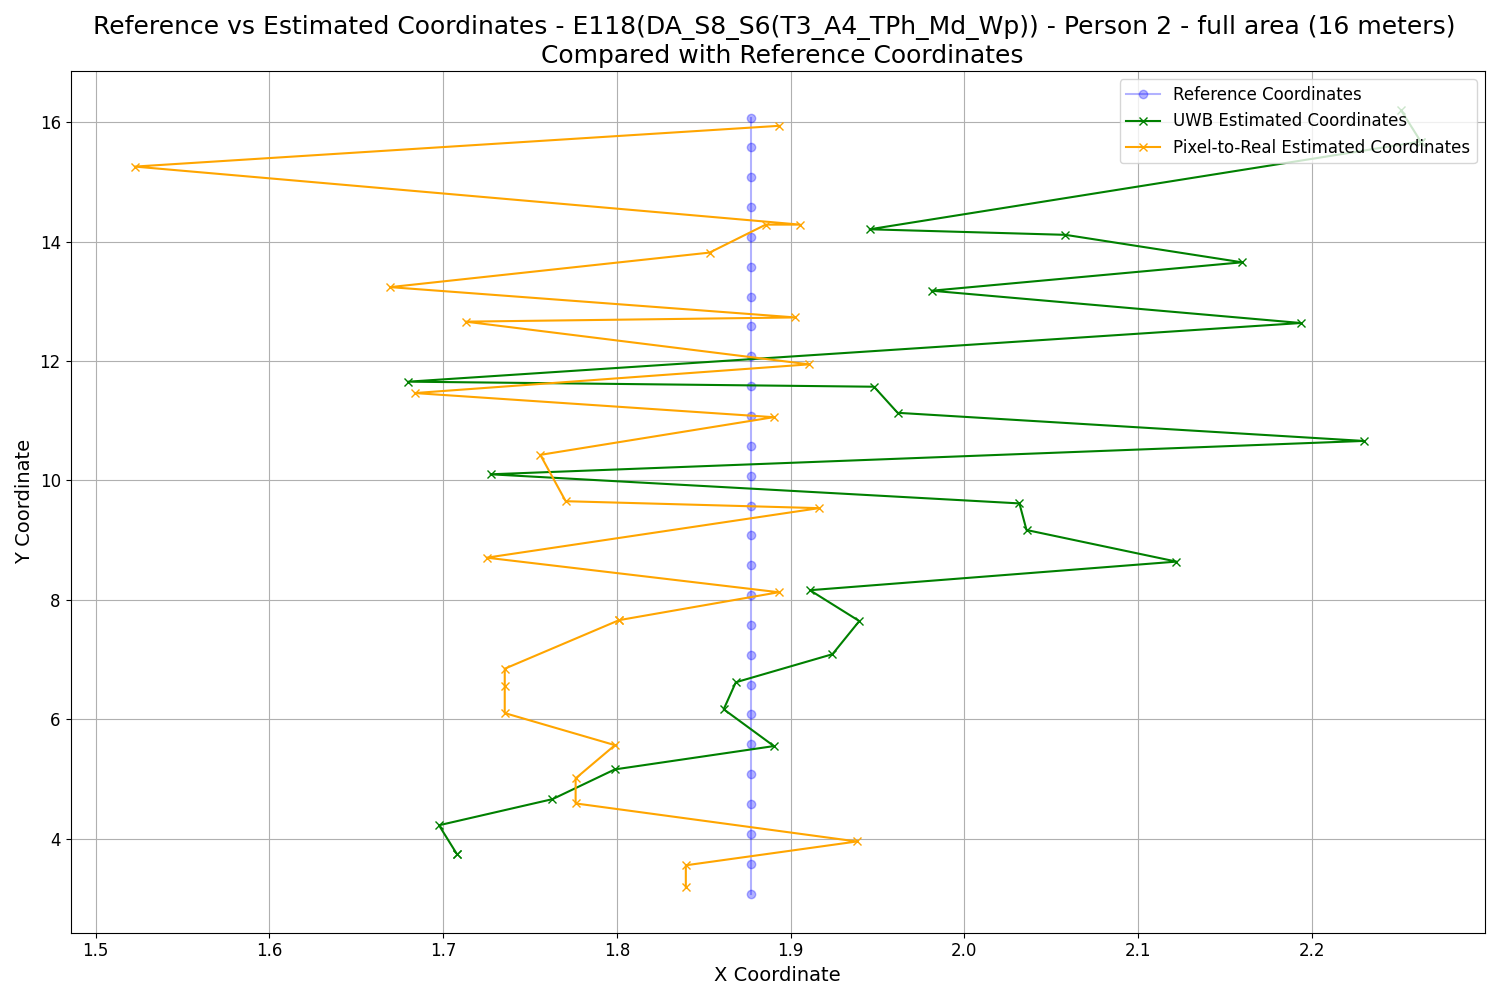 Reference vs Estimated Coordinates - E118(DA_S8_S6(T3_A4_TPh_Md_Wp)) - Person 2 - full area (16 meters)
Compared with Reference Coordinates
Reference Coordinates
UWB Estimated Coordinates
Pixel-to-Real Estimated Coordinates
Y Coordinate
16
14
12
10
8
6
4
1.5 1.6 1.7 1.8 1.9 2.0 2.1 2.2
X Coordinate